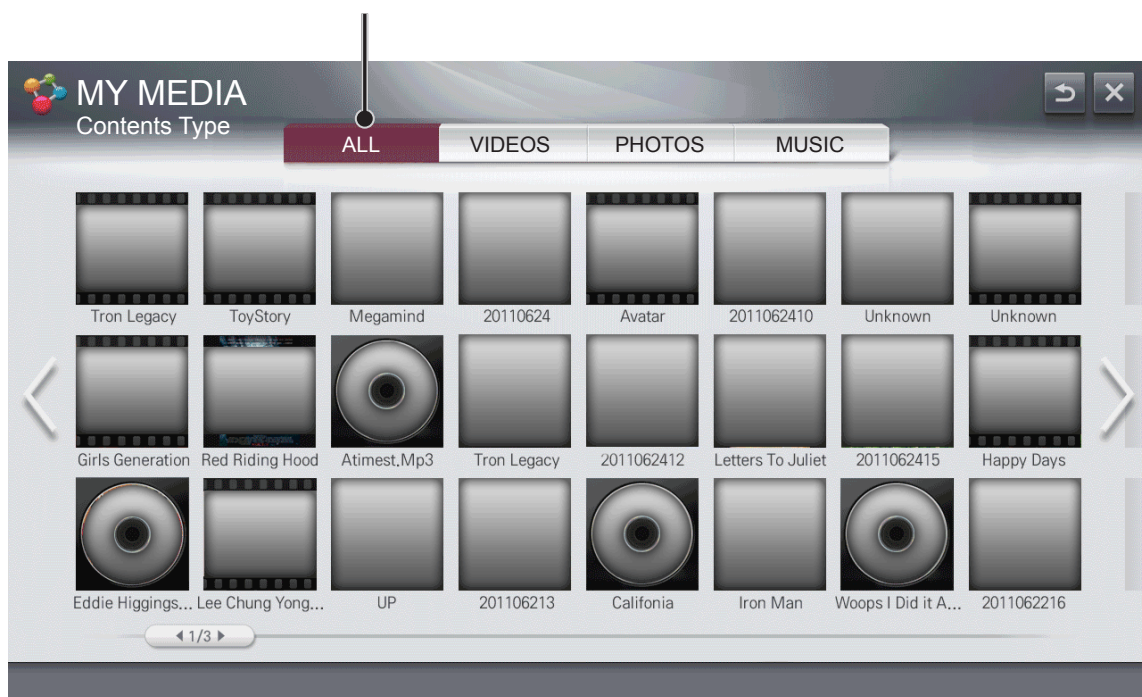 MY MEDIA
Contents Type
ALL VIDEOS PHOTOS MUSIC
Tron Legacy ToyStory Megamind 20110624 Avatar 2011062410 Unknown Unknown
Girls Generation Red Riding Hood Atimest.Mp3 Tron Legacy 2011062412 Letters To Juliet 2011062415 Happy Days
Eddie Higgings... Lee Chung Yong... UP 201106213 Califonia Iron Man Woops I Did it A... 2011062216
1/3